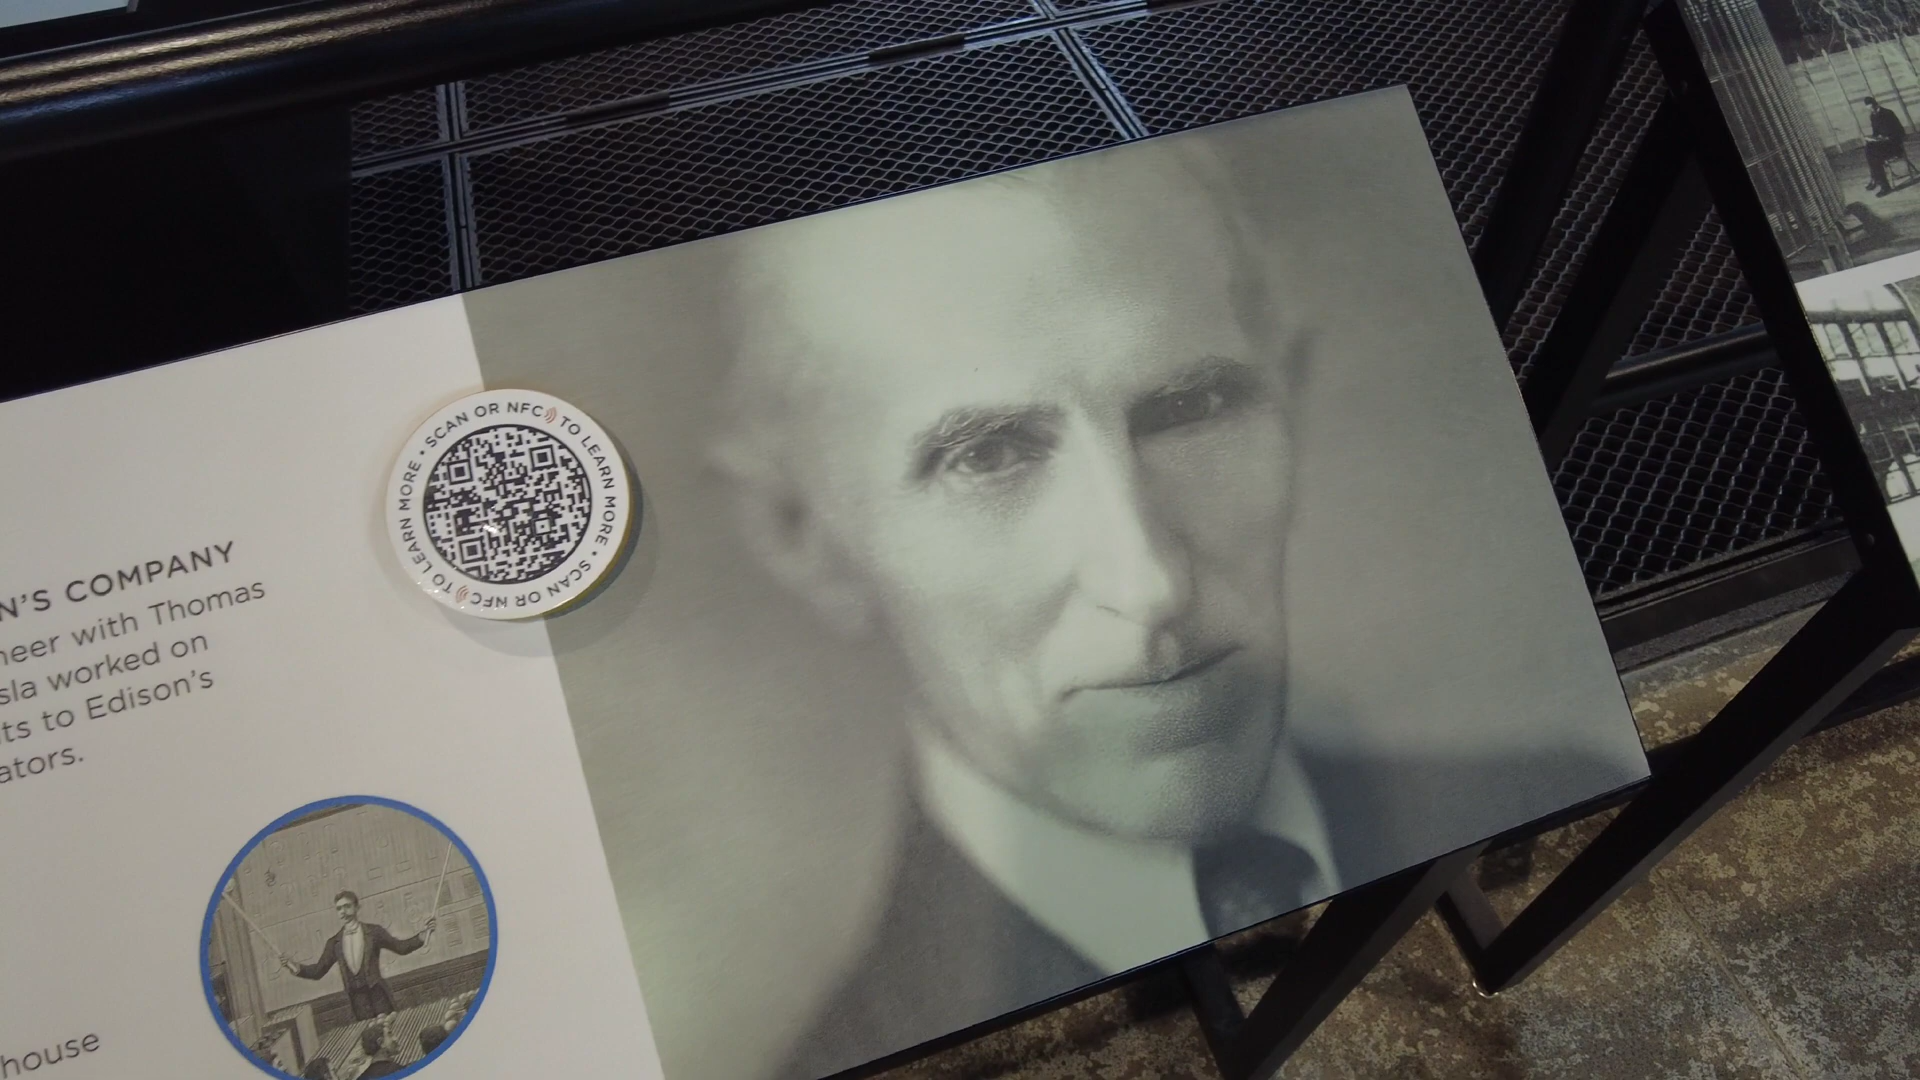 SCAN OR NFC TO LEARN MORE • SCAN OR NFC TO LEARN MORE •
N'S COMPANY
neer with Thomas
sla worked on
ts to Edison's
ators.
house